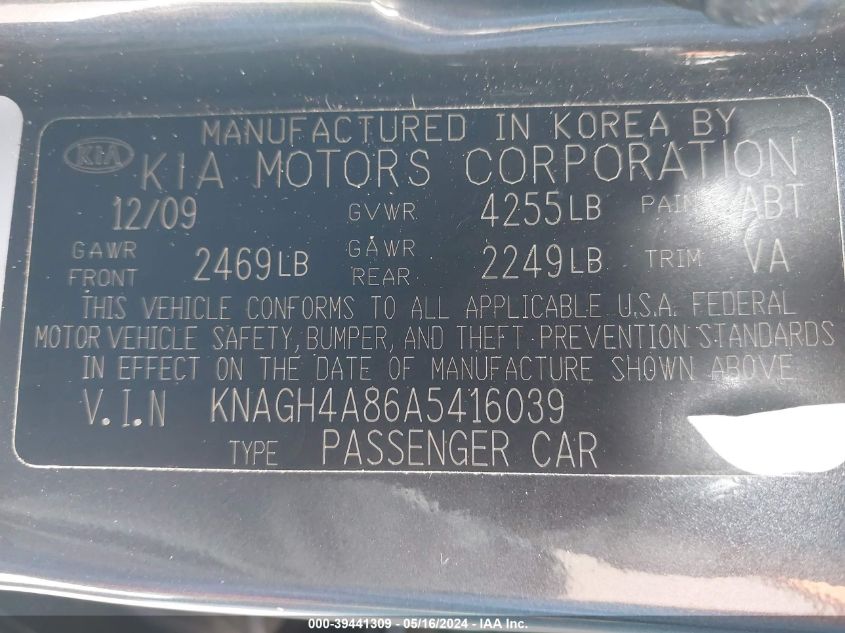 MANUFACTURED IN KOREA BY
KIA KIA MOTORS CORPORATION
12/09 GVWR 4255LB PAINT ABT
GAWR FRONT 2469LB GAWR REAR 2249LB TRIM VA
THIS VEHICLE CONFORMS TO ALL APPLICABLE U.S.A. FEDERAL
MOTOR VEHICLE SAFETY, BUMPER, AND THEFT PREVENTION STANDARDS
IN EFFECT ON THE DATE OF MANUFACTURE SHOWN ABOVE
V.I.N KNAGH4A86A5416039
TYPE PASSENGER CAR
000-39441309 - 05/16/2024 - IAA Inc.